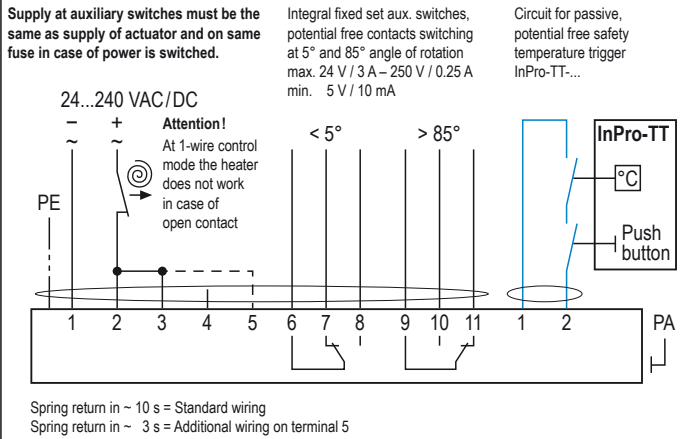 Supply at auxiliary switches must be the
same as supply of actuator and on same
fuse in case of power is switched.
Integral fixed set aux. switches,
potential free contacts switching
at 5° and 85° angle of rotation
max. 24 V / 3 A – 250 V / 0.25 A
min. 5 V / 10 mA
Circuit for passive,
potential free safety
temperature trigger
InPro-TT-...
24...240 VAC/DC
– +
~ ~
Attention!
At 1-wire control
mode the heater
does not work
in case of
open contact
< 5° > 85°
InPro-TT
°C
Push
button
PE
1 2 3 4 5 6 7 8 9 10 11 1 2 PA
Spring return in ~ 10 s = Standard wiring
Spring return in ~ 3 s = Additional wiring on terminal 5